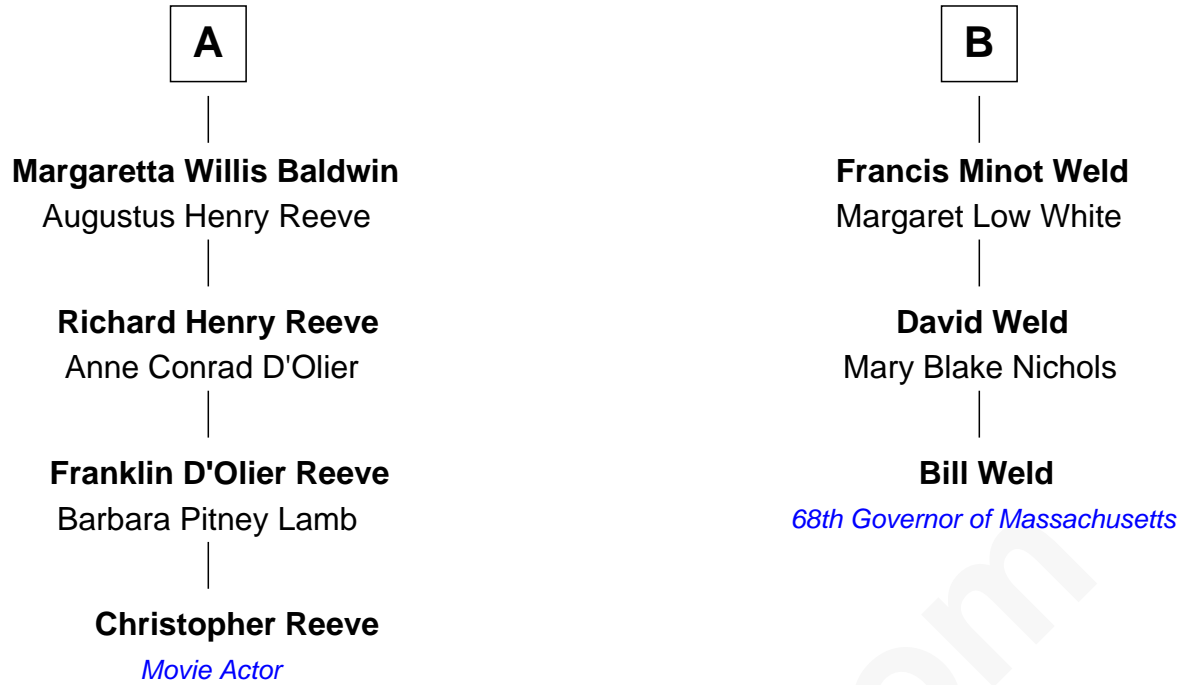 A
Margaretta Willis Baldwin
Augustus Henry Reeve
Richard Henry Reeve
Anne Conrad D'Olier
Franklin D'Olier Reeve
Barbara Pitney Lamb
Christopher Reeve
Movie Actor
B
Francis Minot Weld
Margaret Low White
David Weld
Mary Blake Nichols
Bill Weld
68th Governor of Massachusetts
om